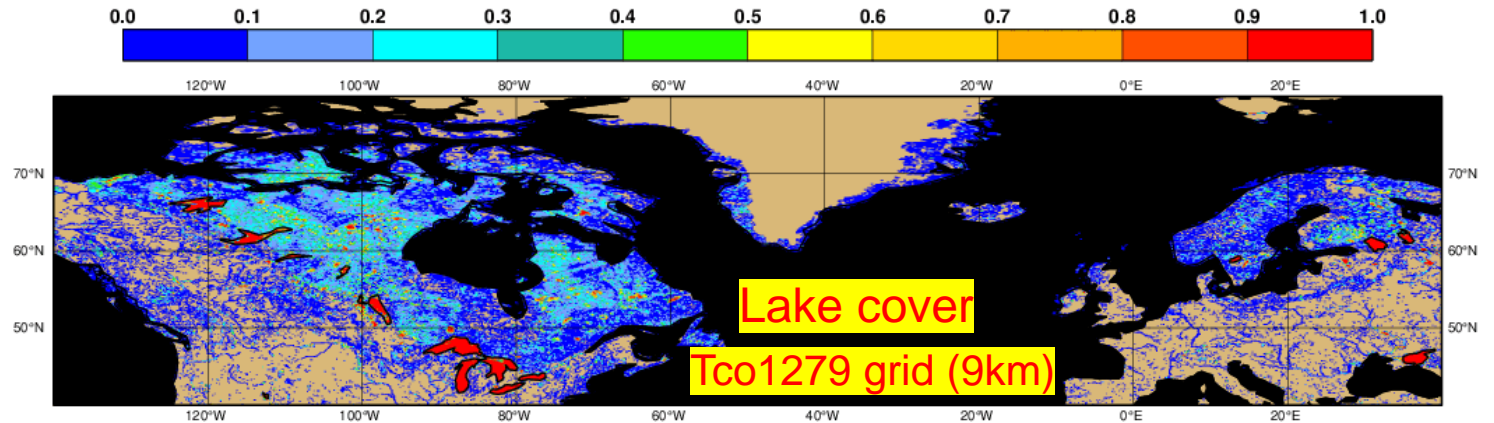 0.0 0.1 0.2 0.3 0.4 0.5 0.6 0.7 0.8 0.9 1.0
120°W 100°W 80°W 60°W 40°W 20°W 0°E 20°E
70°N 70°N
60°N 60°N
Lake cover
50°N 50°N
Tco1279 grid (9km)
120°W 100°W 80°W 60°W 40°W 20°W 0°E 20°E